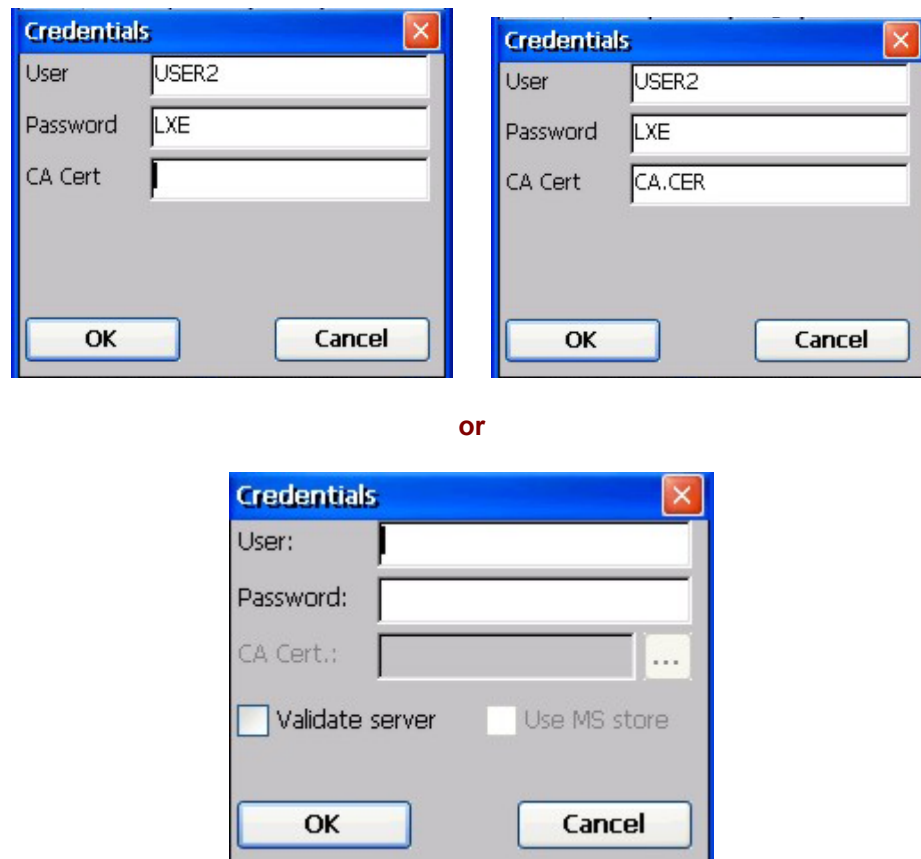 Credentials
User USER2
Password LXE
CA Cert
OK Cancel
Credentials
User USER2
Password LXE
CA Cert CA.CER
OK Cancel
or
Credentials
User:
Password:
CA Cert.: ...
Validate server Use MS store
OK Cancel